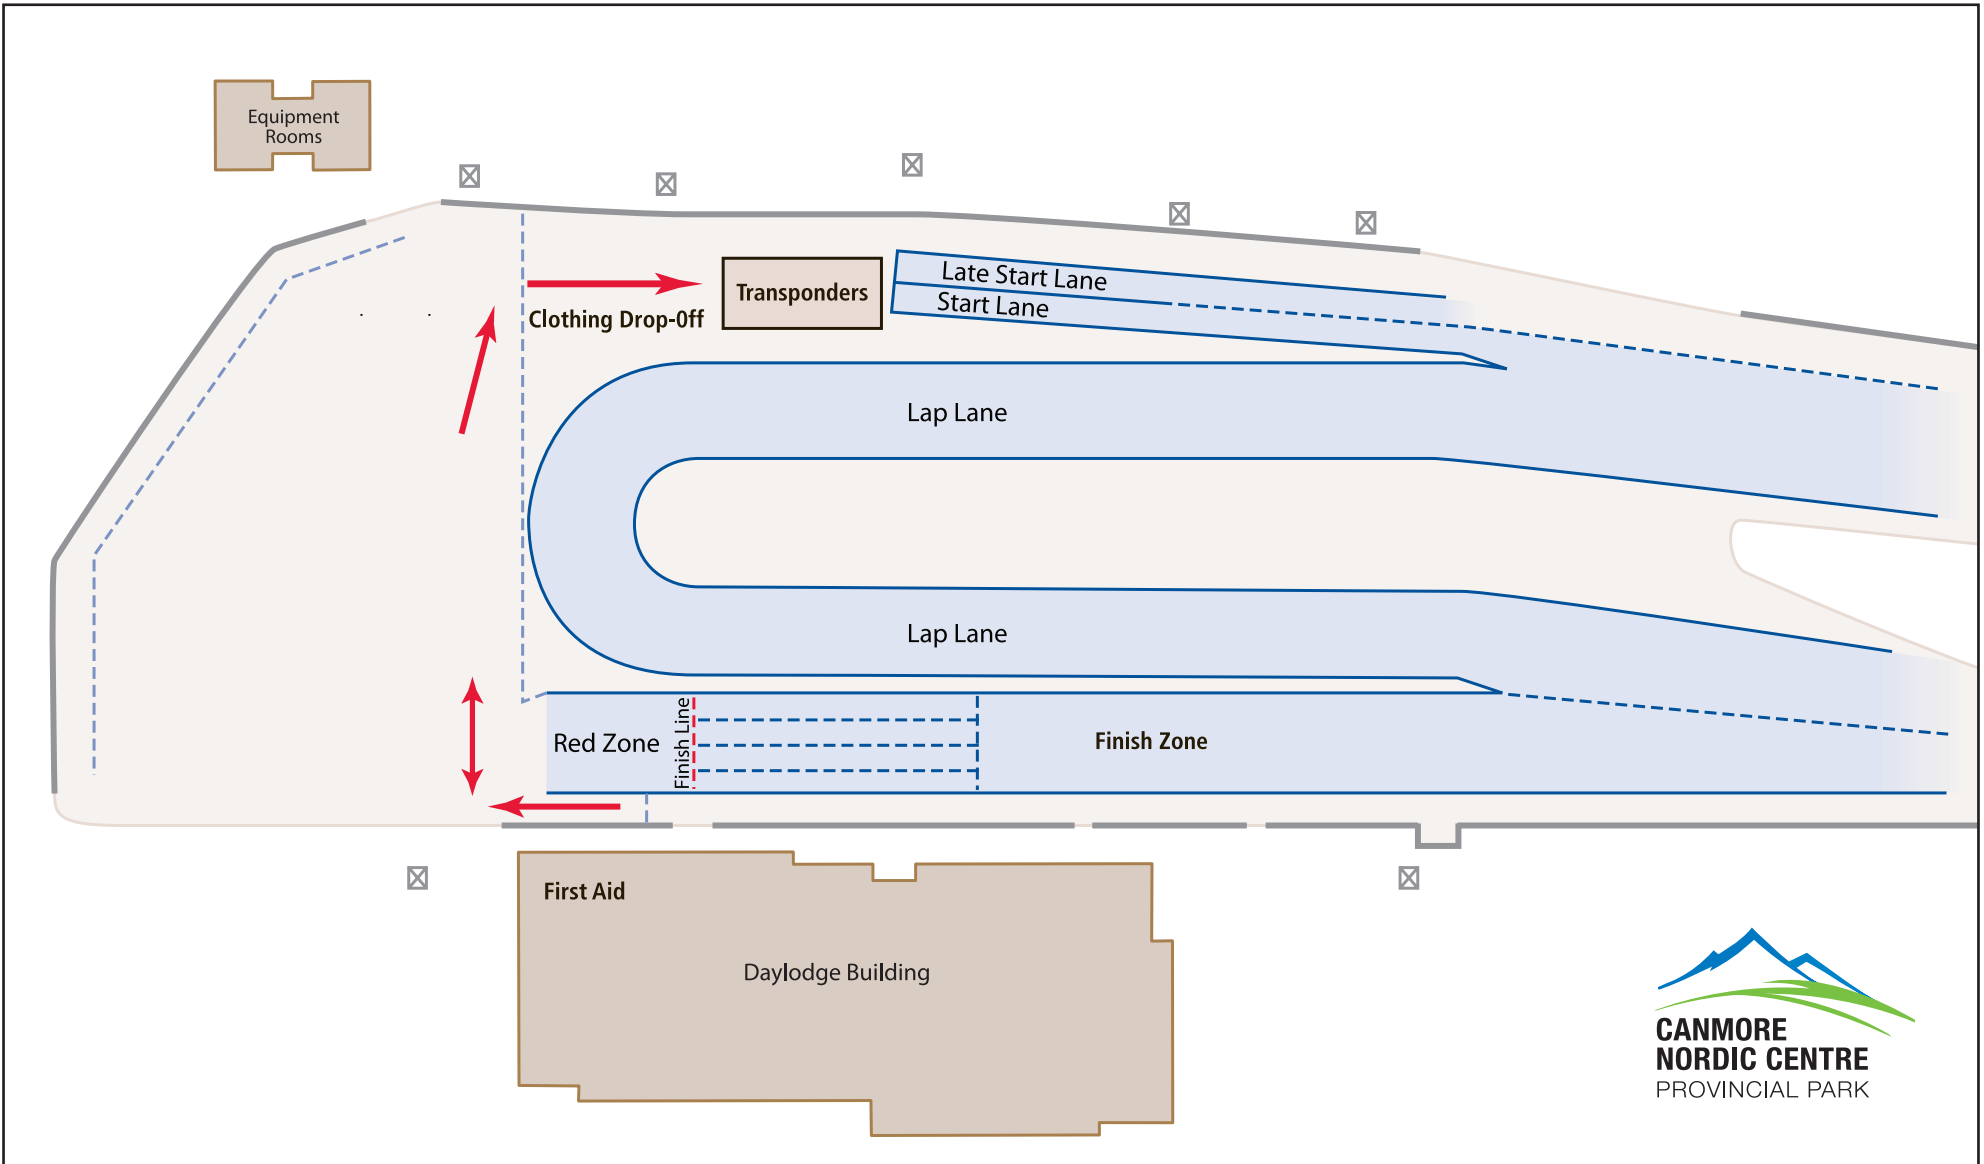 Equipment
Rooms
Late Start Lane
Transponders
Start Lane
Clothing Drop-Off
Lap Lane
Lap Lane
Red Zone
Finish Line
Finish Zone
First Aid
Daylodge Building
CANMORE
NORDIC CENTRE
PROVINCIAL PARK